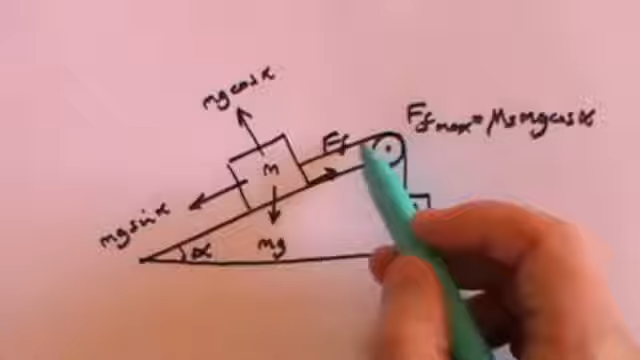 mgcosα
Ff
Ffmax = μsmgcosα
m
mgsinα
mg
α